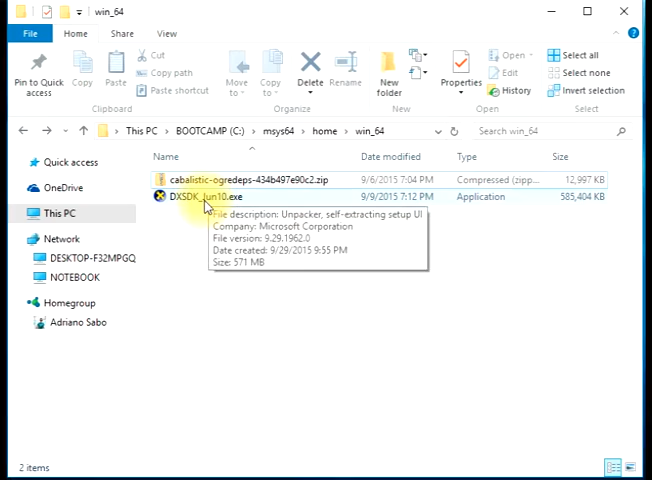 win_64
File
Home
Share
View
Pin to Quick access
Copy
Paste
Cut
Copy path
Paste shortcut
Clipboard
Move to
Copy to
Delete
Rename
Organize
New folder
New
Properties
Open
Edit
History
Open
Select all
Select none
Invert selection
Select
This PC > BOOTCAMP (C:) > msys64 > home > win_64
Search win_64
Name Date modified Type Size
cabalistic-ogredeps-434b497e90c2.zip 9/6/2015 7:04 PM Compressed (zipp... 12,997 KB
DXSDK_Jun10.exe 9/9/2015 7:12 PM Application 585,404 KB
File description: Unpacker, self-extracting setup UI
Company: Microsoft Corporation
File version: 9.29.1962.0
Date created: 9/29/2015 9:55 PM
Size: 571 MB
Quick access
OneDrive
This PC
Network
DESKTOP-F32MPGQ
NOTEBOOK
Homegroup
Adriano Sabo
2 items